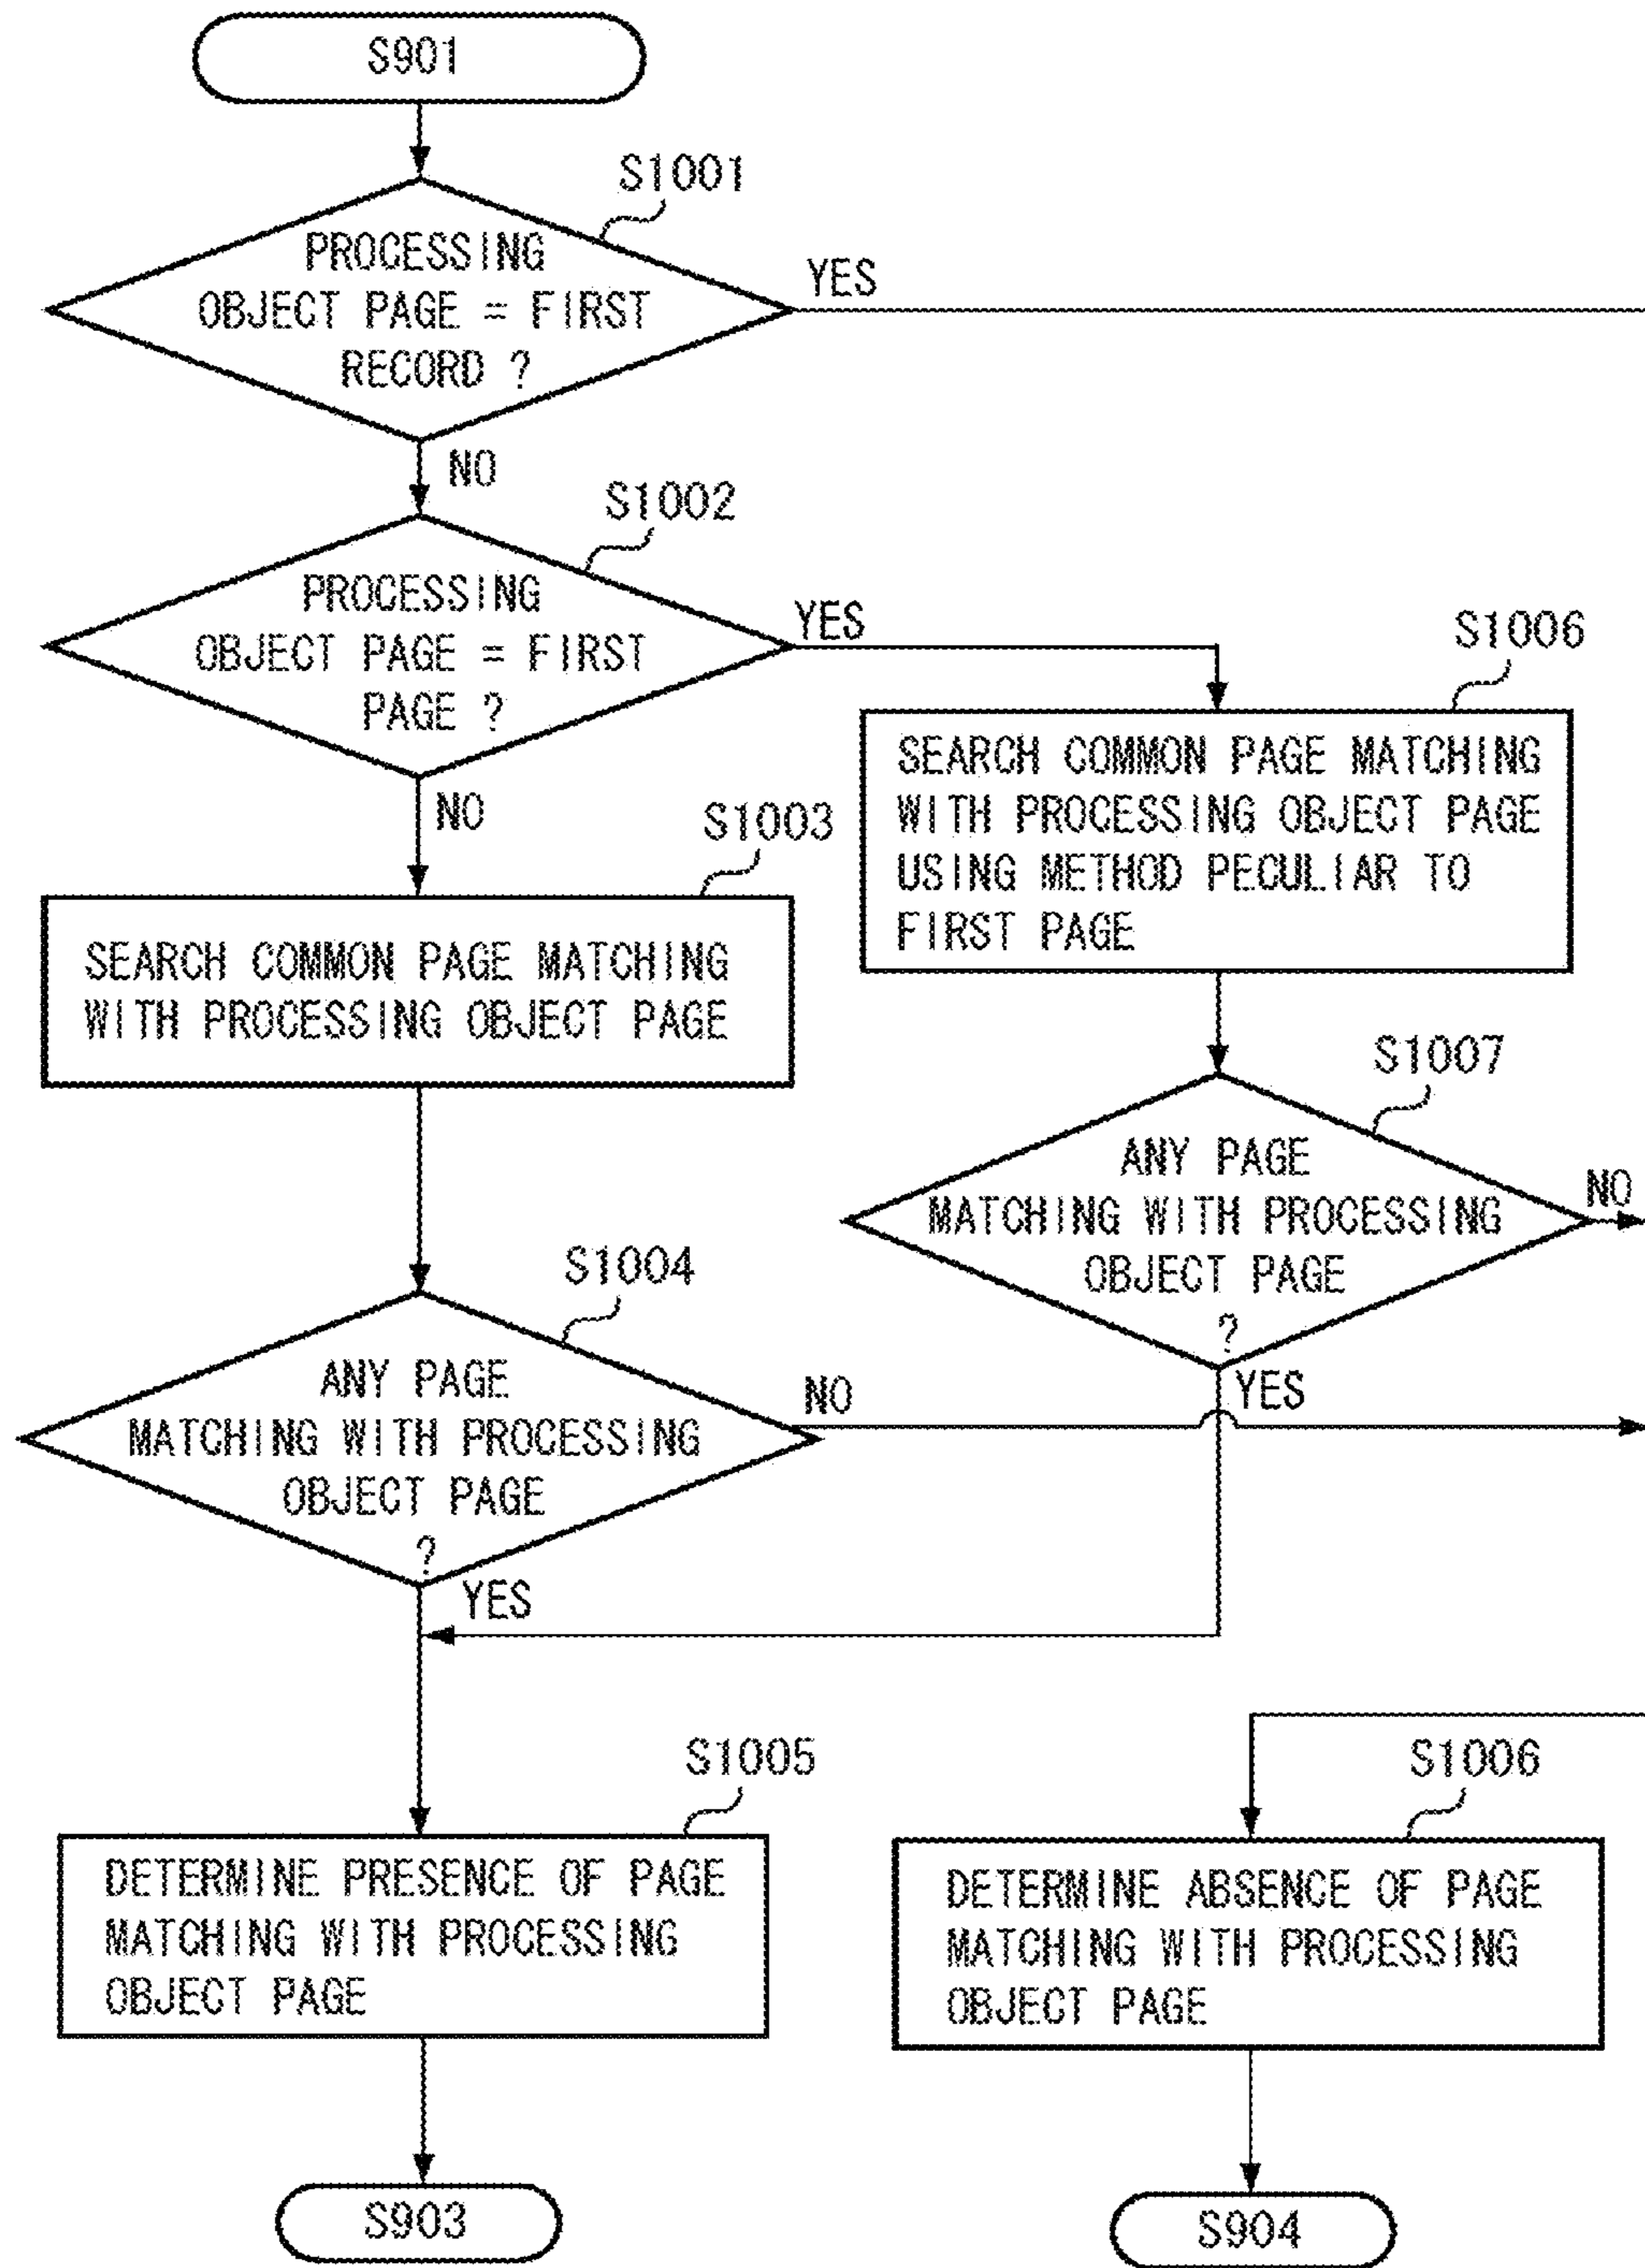 S901
S1001
PROCESSING
OBJECT PAGE = FIRST
RECORD ?
YES
NO
S1002
PROCESSING
OBJECT PAGE = FIRST
PAGE ?
YES
NO
S1006
SEARCH COMMON PAGE MATCHING
WITH PROCESSING OBJECT PAGE
USING METHOD PECULIAR TO
FIRST PAGE
S1003
SEARCH COMMON PAGE MATCHING
WITH PROCESSING OBJECT PAGE
S1007
ANY PAGE
MATCHING WITH PROCESSING
OBJECT PAGE
?
NO
YES
S1004
ANY PAGE
MATCHING WITH PROCESSING
OBJECT PAGE
?
NO
YES
S1005
DETERMINE PRESENCE OF PAGE
MATCHING WITH PROCESSING
OBJECT PAGE
S1006
DETERMINE ABSENCE OF PAGE
MATCHING WITH PROCESSING
OBJECT PAGE
S903
S904